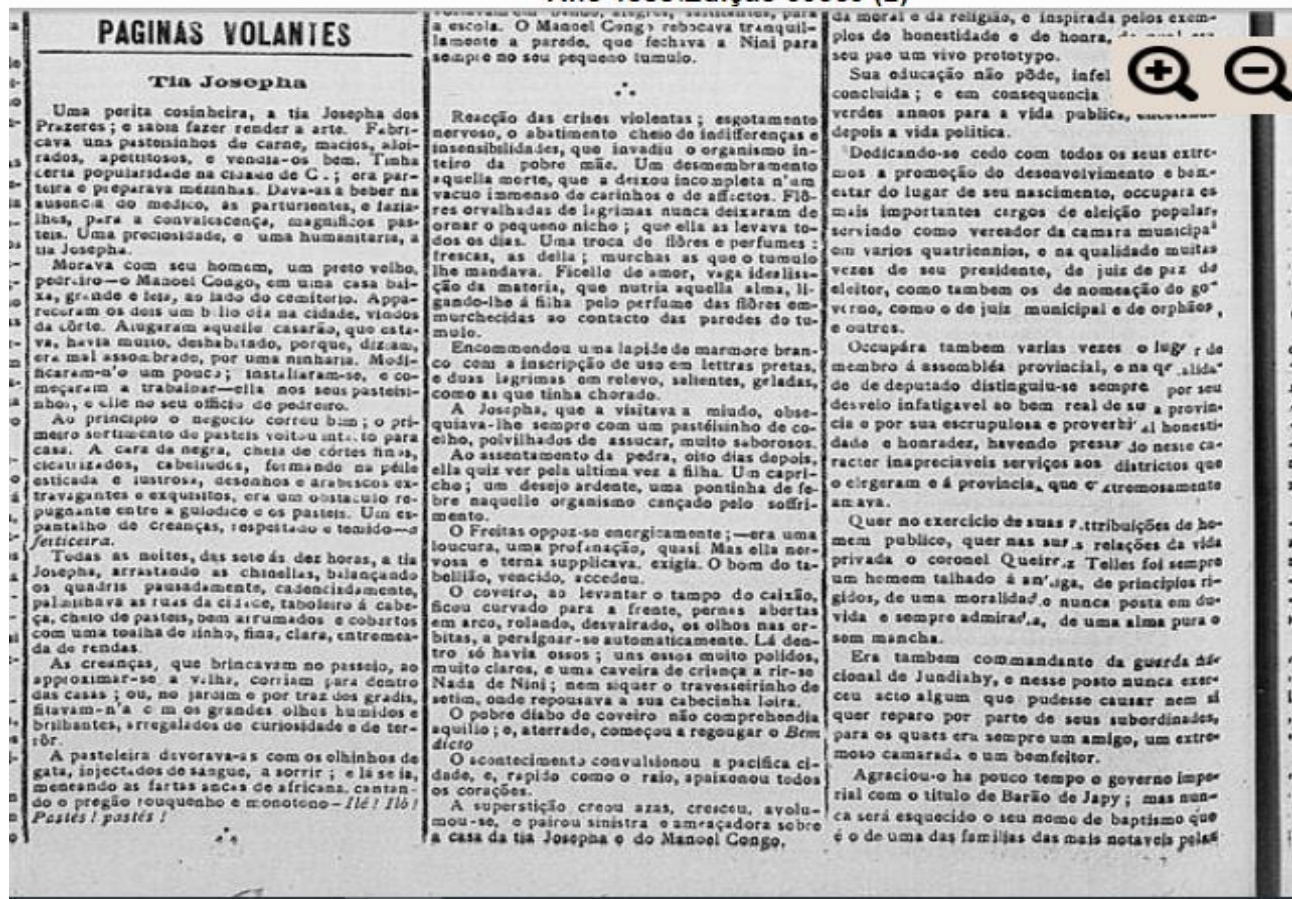 PAGINAS VOLANTES
Tia Josepha
Uma perita cosinheira, a tia Josepha dos
Prazeres ; e sabia fazer render a arte. Fabri-
cava uns pasteisinhos de carne, macios, aloi-
rados, apettitosos, e vendia-os bem. Tinha
certa popularidade na cidade de C. ; era par-
teira e preparava mézinhas. Dava-as a beber na
ausencia do medico, ás parturientes, e fazia-
lhes, para a convalescença, magnificos pas-
teis. Uma preciosidade, e uma humanitaria, a
tia Josepha.
Morava com seu homem, um preto velho,
pedreiro—o Manoel Congo, em uma casa bai-
xa, grande e feia, ao lado do cemiterio. Appa-
receram os dois um bello dia na cidade, vindos
da côrte. Alugaram aquelle casarão, que esta-
va, havia muito, deshabitado, porque, diziam,
era mal assombrado, por uma ninharia. Modi-
ficaram-n'o um pouco ; installaram-se, e co-
meçaram a trabalhar—ella nos seus pasteisi-
nhos, e elle no seu officio de pedreiro.
Ao principio o negocio correu bem ; o pri-
meiro sortimento de pasteis voltou intacto para
casa. A cara da negra, cheia de córtes finos,
cicatrizados, cabelludos, formando na pelle
esticada e lustrosa, desenhos e arabescos ex-
travagantes e exquisitos, era um obstaculo re-
pugnante entre a gulodice e os pasteis. Um es-
pantalho de creanças, respeitado e temido—a
feiticeira.
Todas as noites, das sete ás dez horas, a tia
Josepha, arrastando as chinellas, balançando
os quadris pausadamente, cadenciadamente,
palmilhava as ruas da cidade, taboleiro á cabe-
ça, cheio de pasteis, bem arrumados e cobertos
com uma toalha de linho, fina, clara, entremea-
da de rendas.
As creanças, que brincavam no passeio, ao
approximar-se a velha, corriam para dentro
das casas ; ou, no jardim e por traz dos gradis,
fitavam-n'a com os grandes olhos humidos e
brilhantes, arregalados de curiosidade e de ter-
rôr.
A pasteleira devorava-as com os olhinhos de
gata, injectados de sangue, a sorrir ; e lá se ia,
meneando as fartas ancas de africana, cantan-
do o pregão rouquenho e monotono—Ilé ! Ilô !
Pastés ! pastés !
a escola. O Manoel Congo rebocava tranquil-
lamente a parede, que fechava a Nini para
sempre no seu pequeno tumulo.
Reacção das crises violentas ; esgotamento
nervoso, o abatimento cheio de indifferenças e
insensibilidades, que invadiu o organismo in-
teiro da pobre mãe. Um desmembramento
aquella morte, que a deixou incompleta n'um
vacuo immenso de carinhos e de affectos. Flô-
res orvalhadas de lagrimas nunca deixaram de
ornar o pequeno nicho ; que ella as levava to-
dos os dias. Uma troca de flôres e perfumes :
frescas, as della ; murchas as que o tumulo
lhe mandava. Ficelle de amor, vaga idealisa-
ção da materia, que nutria aquella alma, li-
gando-lhe á filha pelo perfume das flôres em-
murchecidas ao contacto das paredes do tu-
mulo.
Encommendou uma lapide de marmore bran-
co com a inscripção de uso em lettras pretas,
e duas lagrimas em relevo, salientes, geladas,
como as que tinha chorado.
A Josepha, que a visitava a miudo, obse-
quiava-lhe sempre com um pastéisinho de co-
elho, polvilhados de assucar, muito saborosos.
Ao assentamento da pedra, oito dias depois,
ella quiz ver pela ultima vez a filha. Um capri-
cho ; um desejo ardente, uma pontinha de fe-
bre naquelle organismo cançado pelo soffri-
mento.
O Freitas oppoz-se energicamente ;—era uma
loucura, uma profanação, quasi Mas ella ner-
vosa e terna supplicava, exigia. O bom do ta-
bellião, vencido, accedeu.
O coveiro, ao levantar o tampo do caixão,
ficou curvado para a frente, pernas abertas
em arco, rolando, desvairado, os olhos nas or-
bitas, a persignar-se automaticamente. Lá den-
tro só havia ossos ; uns ossos muito polidos,
muito claros, e uma caveira de criança a rir-se
Nada de Nini ; nem siquer o travesseirinho de
setim, onde repousava a sua cabecinha loira.
O pobre diabo de coveiro não comprehendia
aquillo ; e, aterrado, começou a regougar o Bem
dicto
O acontecimento convulsionou a pacifica ci-
dade, e, rapido como o raio, apaixonou todos
os corações.
A superstição creou azas, cresceu, avolu-
mou-se, e pairou sinistra e ameaçadora sobre
a casa da tia Josepha e do Manoel Congo.
da moral e da religião, e inspirada pelos exem-
plos de honestidade e de honra, de
seu pae um vivo prototypo.
Sua educação não pôde,
concluida ; e em consequencia
verdes annos para a vida publica,
depois a vida politica.
Dedicando-se cedo com todos os seus extre-
mos a promoção do desenvolvimento e bem-
estar do lugar de seu nascimento, occupara os
mais importantes cargos de eleição popular,
servindo como vereador da camara municipal
em varios quatriennios, e na qualidade muitas
vezes de seu presidente, de juiz de paz de
eleitor, como tambem os de nomeação do go-
verno, como o de juiz municipal e de orphãos,
e outros.
Occupára tambem varias vezes o lugar de
membro á assembléa provincial, e na qualida-
de de deputado distinguiu-se sempre por seu
desvelo infatigavel ao bem real de sua provin-
cia e por sua escrupulosa e proverbial honesti-
dade e honradez, havendo prestado neste ca-
racter inapreciaveis serviços aos districtos que
o elegeram e á provincia, que extremosamente
amava.
Quer no exercicio de suas attribuições de ho-
mem publico, quer nas suas relações da vida
privada o coronel Queiroz Telles foi sempre
um homem talhado á antiga, de principios ri-
gidos, de uma moralidade nunca posta em du-
vida e sempre admirada, de uma alma pura e
sem mancha.
Era tambem commandante da guarda na-
cional de Jundiahy, e nesse posto nunca exer-
ceu acto algum que pudesse causar nem si
quer reparo por parte de seus subordinados,
para os quaes era sempre um amigo, um extre-
moso camarada e um bemfeitor.
Agraciou-o ha pouco tempo o governo impe-
rial com o titulo de Barão de Japy ; mas nun-
ca será esquecido o seu nome de baptismo que
é o de uma das familias das mais notaveis pelas